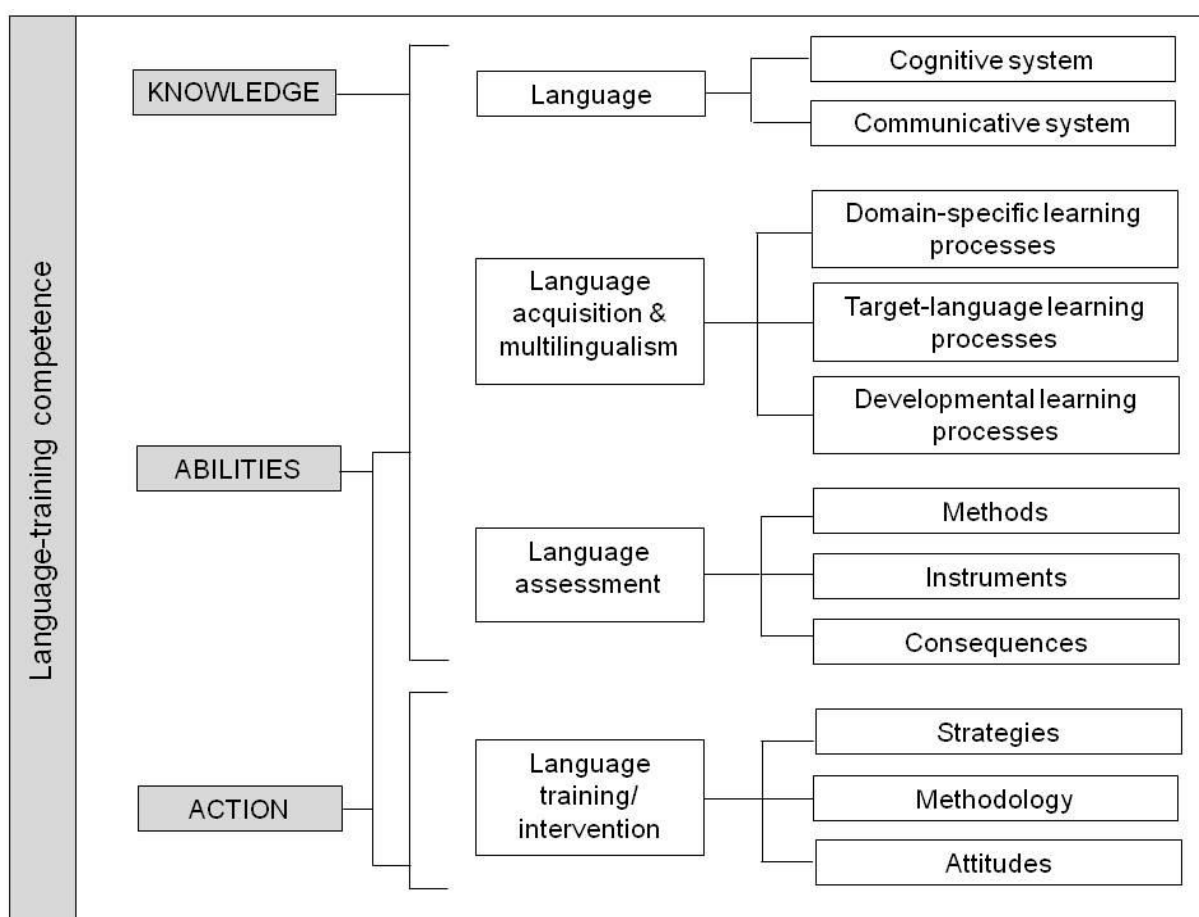 Language-training competence
KNOWLEDGE
Language
Cognitive system
Communicative system
Language
acquisition &
multilingualism
Domain-specific learning
processes
Target-language learning
processes
Developmental learning
processes
ABILITIES
Language
assessment
Methods
Instruments
Consequences
ACTION
Language
training/
intervention
Strategies
Methodology
Attitudes